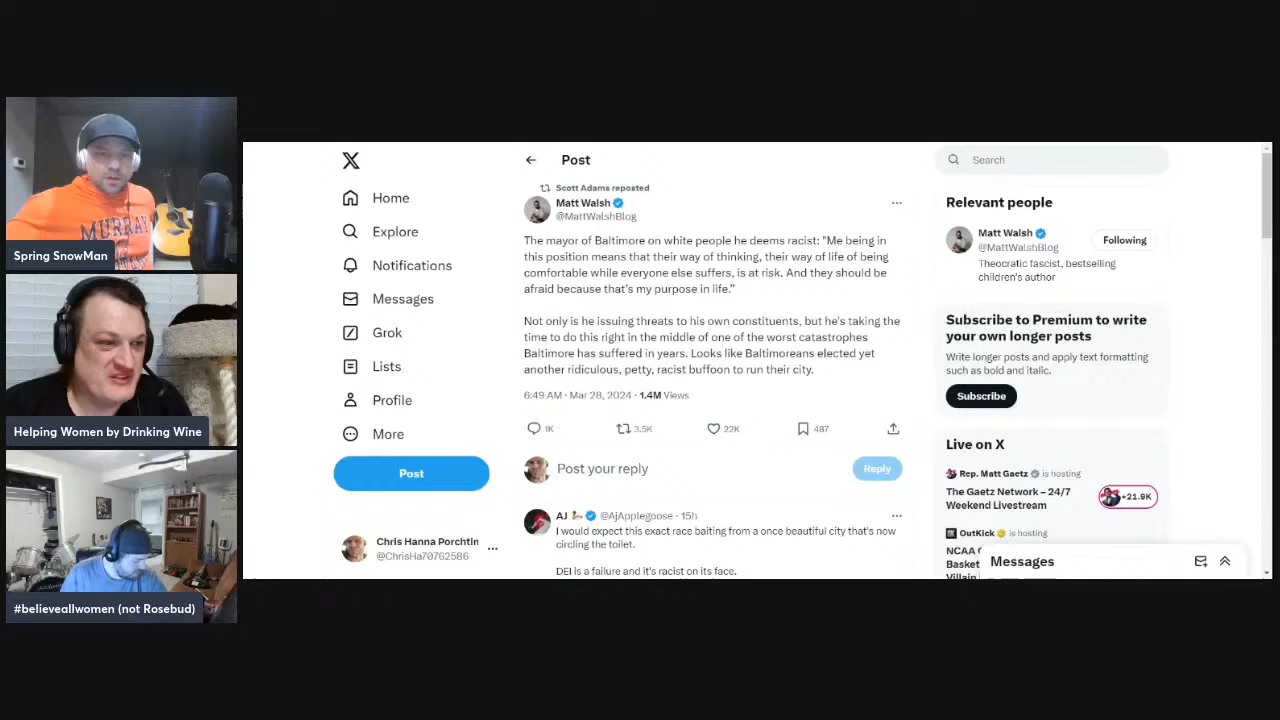 MURRAY
Spring SnowMan
Helping Women by Drinking Wine
#believeallwomen (not Rosebud)
Home
Explore
Notifications
Messages
Grok
Lists
Profile
More
Post
Chris Hanna Porchtin
@ChrisHa70762586
Post
Scott Adams reposted
Matt Walsh
@MattWalshBlog
The mayor of Baltimore on white people he deems racist: "Me being in
this position means that their way of thinking, their way of life of being
comfortable while everyone else suffers, is at risk. And they should be
afraid because that's my purpose in life."
Not only is he issuing threats to his own constituents, but he's taking the
time to do this right in the middle of one of the worst catastrophes
Baltimore has suffered in years. Looks like Baltimoreans elected yet
another ridiculous, petty, racist buffoon to run their city.
6:49 AM · Mar 28, 2024 · 1.4M Views
1K 3.5K 22K 487
Post your reply
Reply
AJ @AjApplegoose · 15h
I would expect this exact race baiting from a once beautiful city that's now
circling the toilet.
DEI is a failure and it's racist on its face.
Search
Relevant people
Matt Walsh
@MattWalshBlog
Following
Theocratic fascist, bestselling
children's author
Subscribe to Premium to write
your own longer posts
Write longer posts and apply text formatting
such as bold and italic.
Subscribe
Live on X
Rep. Matt Gaetz is hosting
The Gaetz Network – 24/7
Weekend Livestream
+21.9K
OutKick is hosting
NCAA
Basket
Villain
Messages